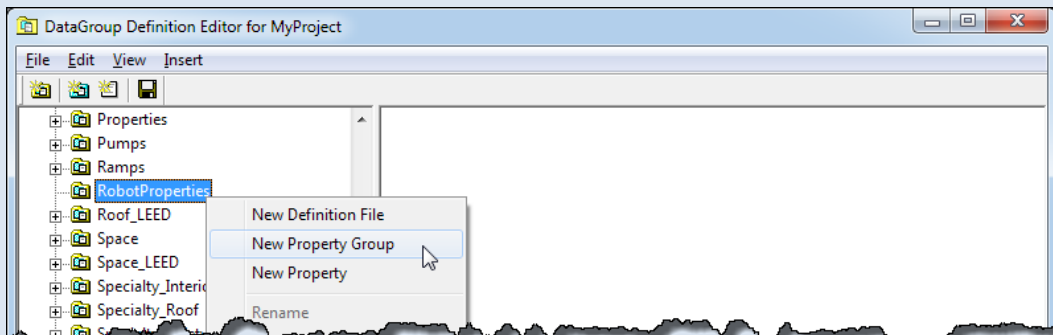 DataGroup Definition Editor for MyProject
File Edit View Insert
Properties
Pumps
Ramps
RobotProperties
Roof_LEED
Space
Space_LEED
Specialty_Interio
Specialty_Roof
New Definition File
New Property Group
New Property
Rename